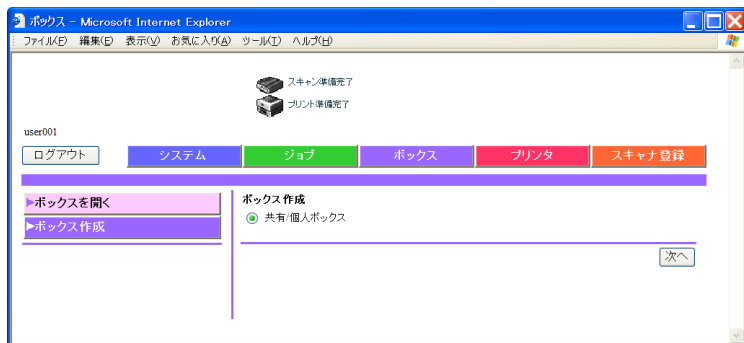 ボックス - Microsoft Internet Explorer
ファイル(F) 編集(E) 表示(V) お気に入り(A) ツール(T) ヘルプ(H)
スキャン準備完了
プリント準備完了
user001
ログアウト システム ジョブ ボックス プリンタ スキャナ登録
▶ボックスを開く
▶ボックス作成
ボックス作成
共有/個人ボックス
次へ